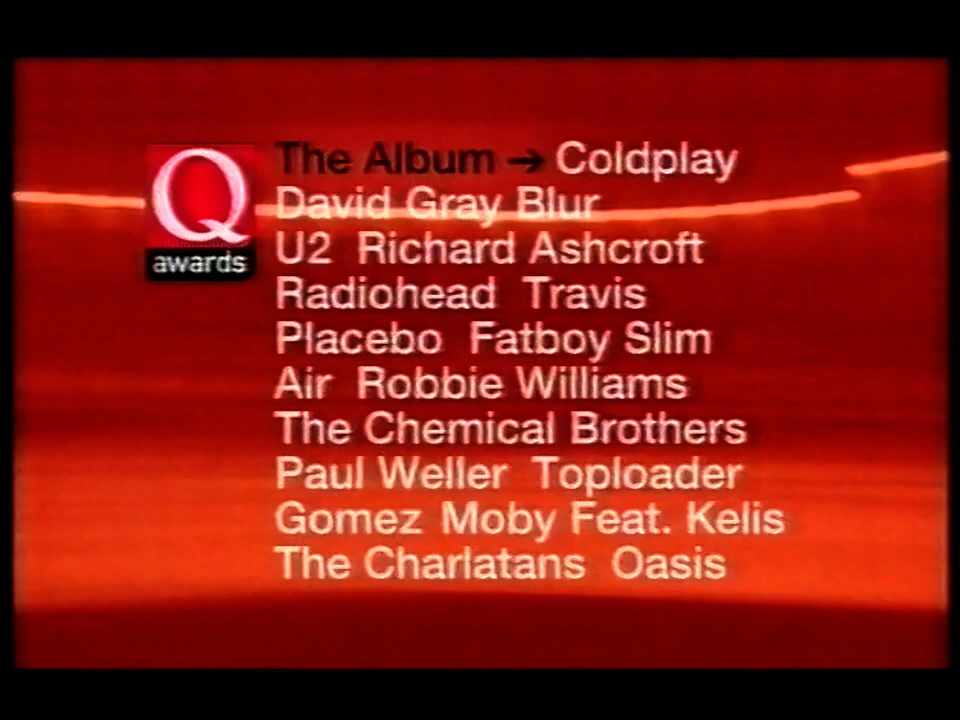 Q
awards
The Album → Coldplay
David Gray Blur
U2 Richard Ashcroft
Radiohead Travis
Placebo Fatboy Slim
Air Robbie Williams
The Chemical Brothers
Paul Weller Toploader
Gomez Moby Feat. Kelis
The Charlatans Oasis